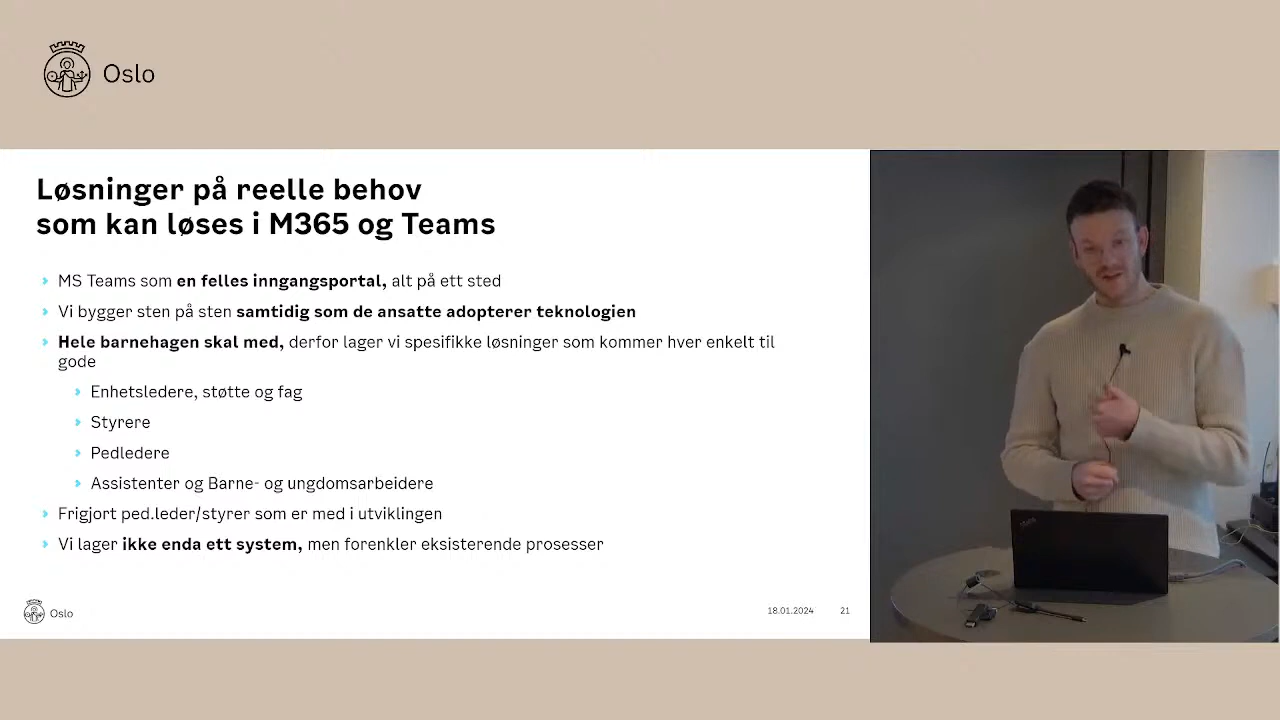 Oslo
Løsninger på reelle behov
som kan løses i M365 og Teams
MS Teams som en felles inngangsportal, alt på ett sted
Vi bygger sten på sten samtidig som de ansatte adopterer teknologien
Hele barnehagen skal med, derfor lager vi spesifikke løsninger som kommer hver enkelt til
gode
Enhetsledere, støtte og fag
Styrere
Pedledere
Assistenter og Barne- og ungdomsarbeidere
Frigjort ped.leder/styrer som er med i utviklingen
Vi lager ikke enda ett system, men forenkler eksisterende prosesser
Oslo
18.01.2024
21